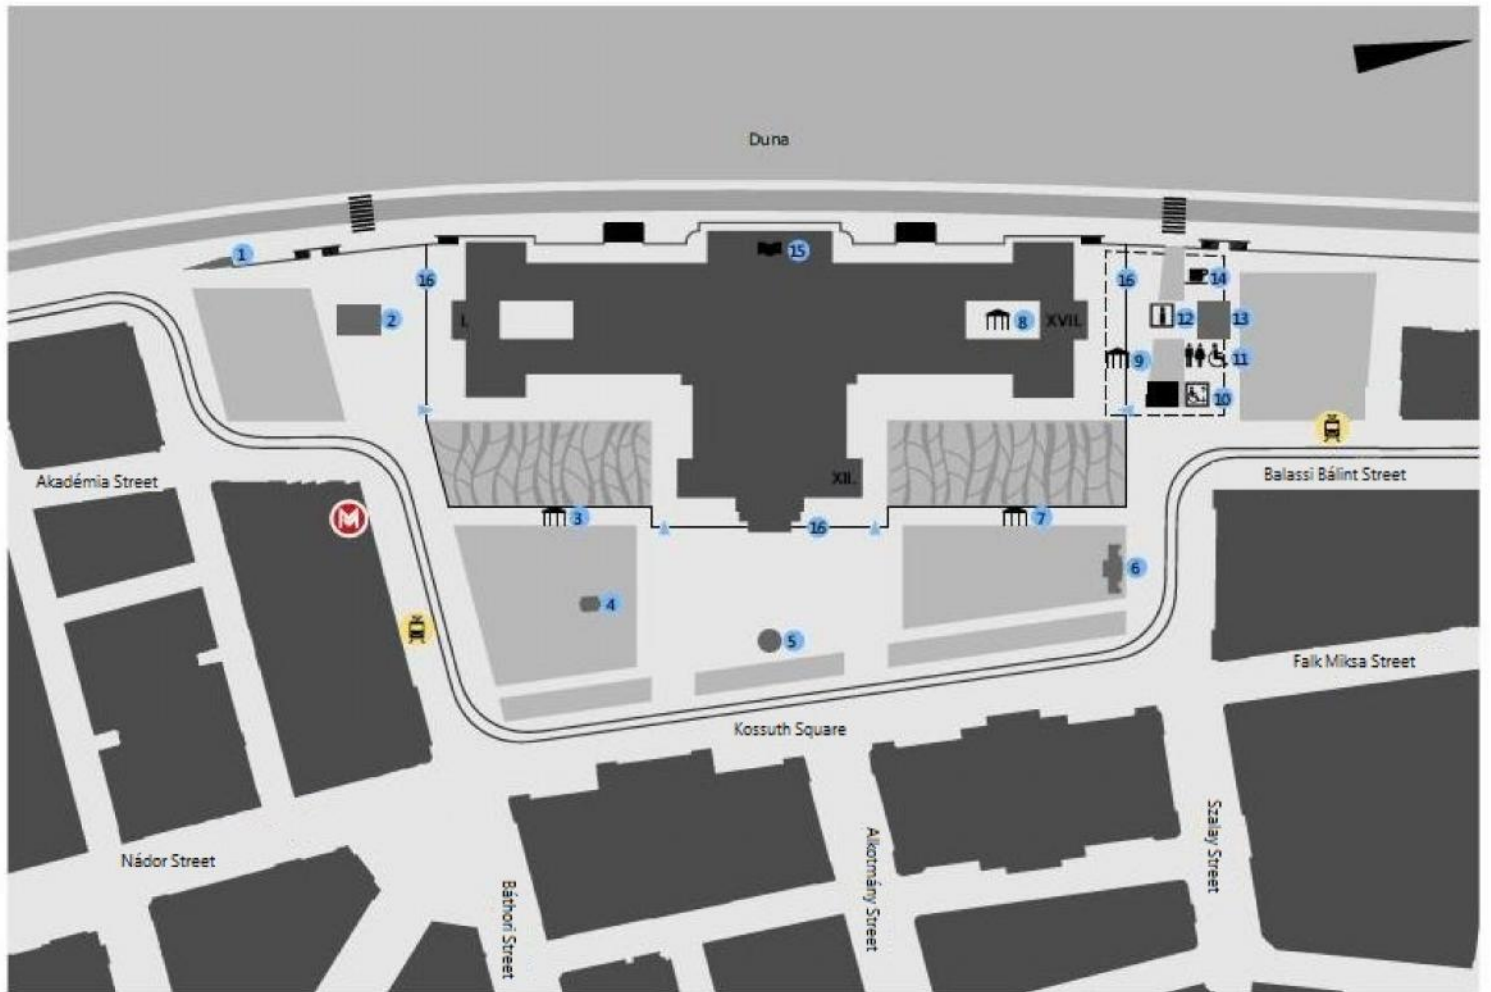 Duna
1
16
15
16
14
2
I.
8
XVII.
12
13
9
11
10
Akadémia Street
XII.
Balassi Bálint Street
M
3
16
7
6
4
5
Falk Miksa Street
Kossuth Square
Szalay Street
Alkotmány Street
Nádor Street
Báthori Street